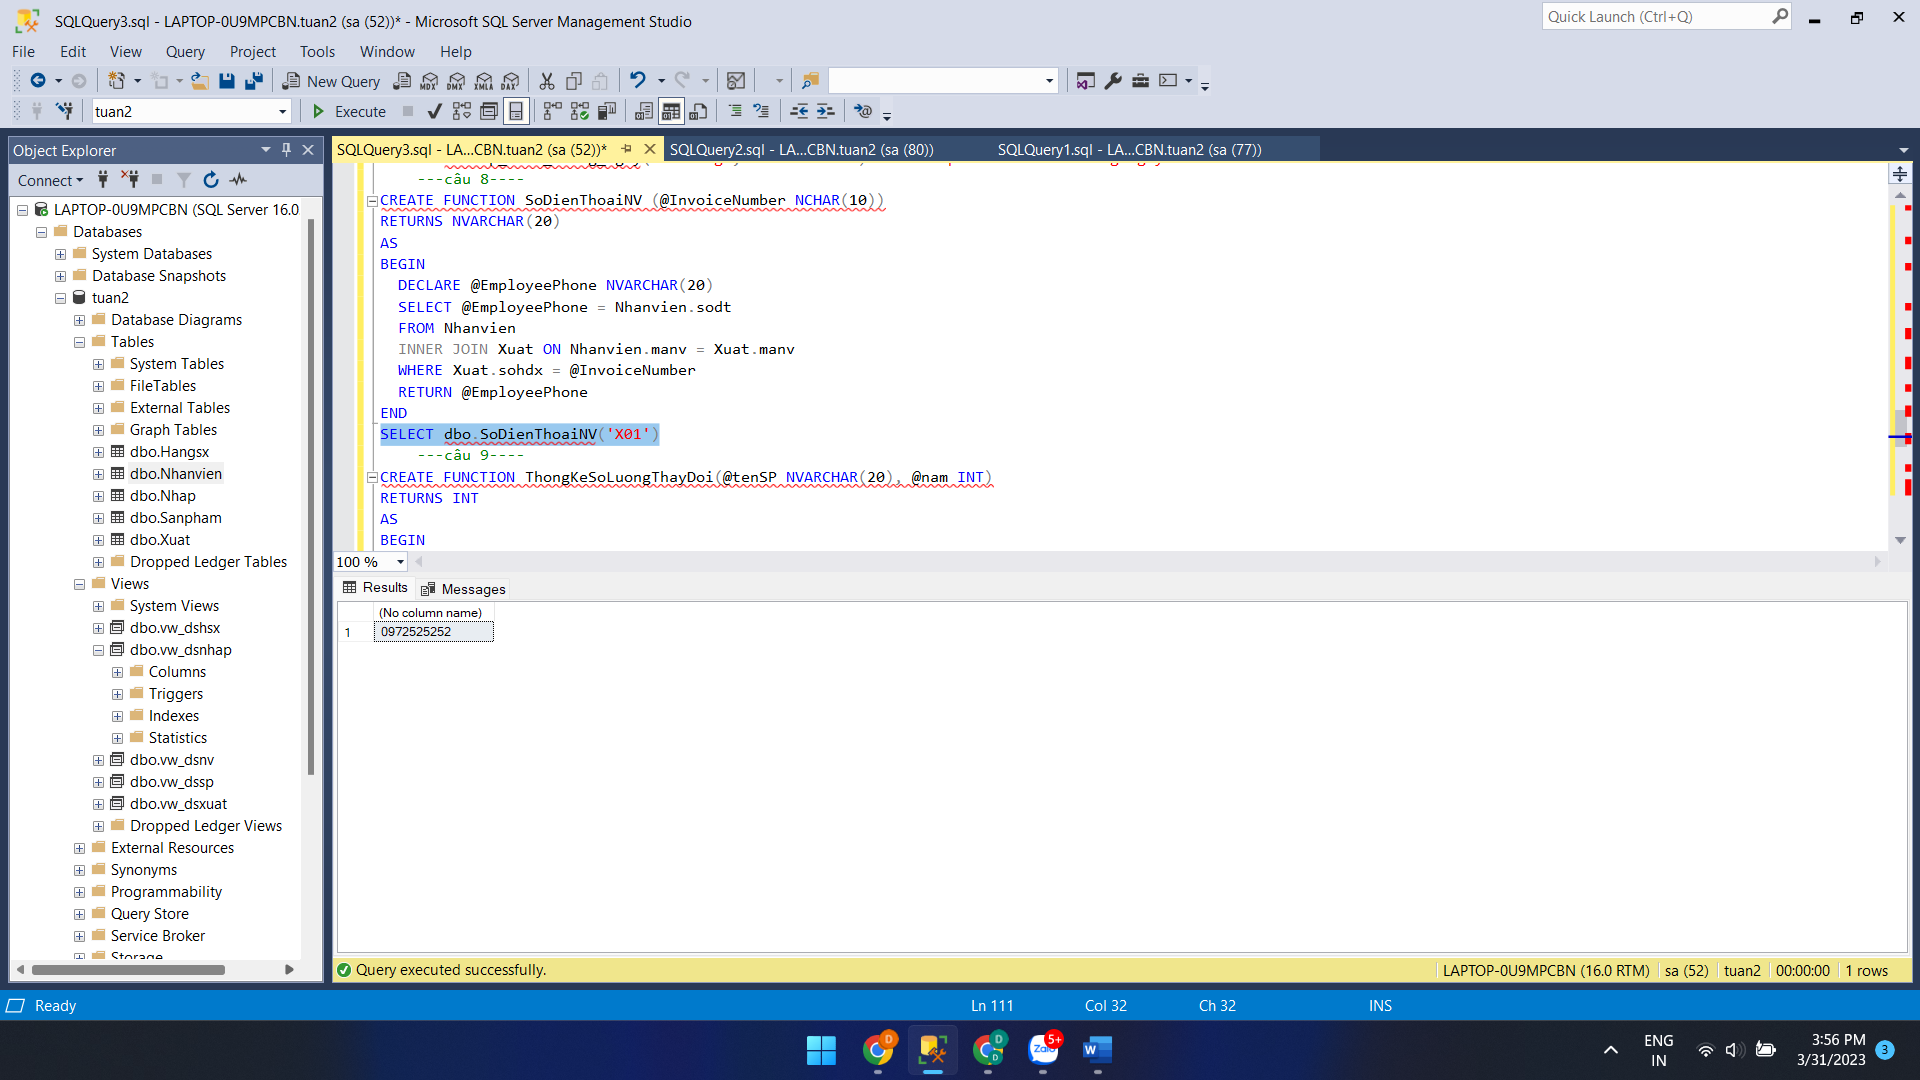 SQLQuery3.sql - LAPTOP-0U9MPCBN.tuan2 (sa (52))* - Microsoft SQL Server Management Studio
Quick Launch (Ctrl+Q)
File Edit View Query Project Tools Window Help
New Query MDX DMX XMLA DAX
tuan2 Execute
Object Explorer
Connect
LAPTOP-0U9MPCBN (SQL Server 16.0
Databases
System Databases
Database Snapshots
tuan2
Database Diagrams
Tables
System Tables
FileTables
External Tables
Graph Tables
dbo.Hangsx
dbo.Nhanvien
dbo.Nhap
dbo.Sanpham
dbo.Xuat
Dropped Ledger Tables
Views
System Views
dbo.vw_dshsx
dbo.vw_dsnhap
Columns
Triggers
Indexes
Statistics
dbo.vw_dsnv
dbo.vw_dssp
dbo.vw_dsxuat
Dropped Ledger Views
External Resources
Synonyms
Programmability
Query Store
Service Broker
Storage
SQLQuery3.sql - LA...CBN.tuan2 (sa (52))* SQLQuery2.sql - LA...CBN.tuan2 (sa (80)) SQLQuery1.sql - LA...CBN.tuan2 (sa (77))
---câu 8----
CREATE FUNCTION SoDienThoaiNV (@InvoiceNumber NCHAR(10))
RETURNS NVARCHAR(20)
AS
BEGIN
DECLARE @EmployeePhone NVARCHAR(20)
SELECT @EmployeePhone = Nhanvien.sodt
FROM Nhanvien
INNER JOIN Xuat ON Nhanvien.manv = Xuat.manv
WHERE Xuat.sohdx = @InvoiceNumber
RETURN @EmployeePhone
END
SELECT dbo.SoDienThoaiNV('X01')
---câu 9----
CREATE FUNCTION ThongKeSoLuongThayDoi(@tenSP NVARCHAR(20), @nam INT)
RETURNS INT
AS
BEGIN
100 %
Results Messages
(No column name)
1 0972525252
Query executed successfully. LAPTOP-0U9MPCBN (16.0 RTM) sa (52) tuan2 00:00:00 1 rows
Ready Ln 111 Col 32 Ch 32 INS
D D D Zalo 5+ W
ENG
IN
3:56 PM
3/31/2023
3